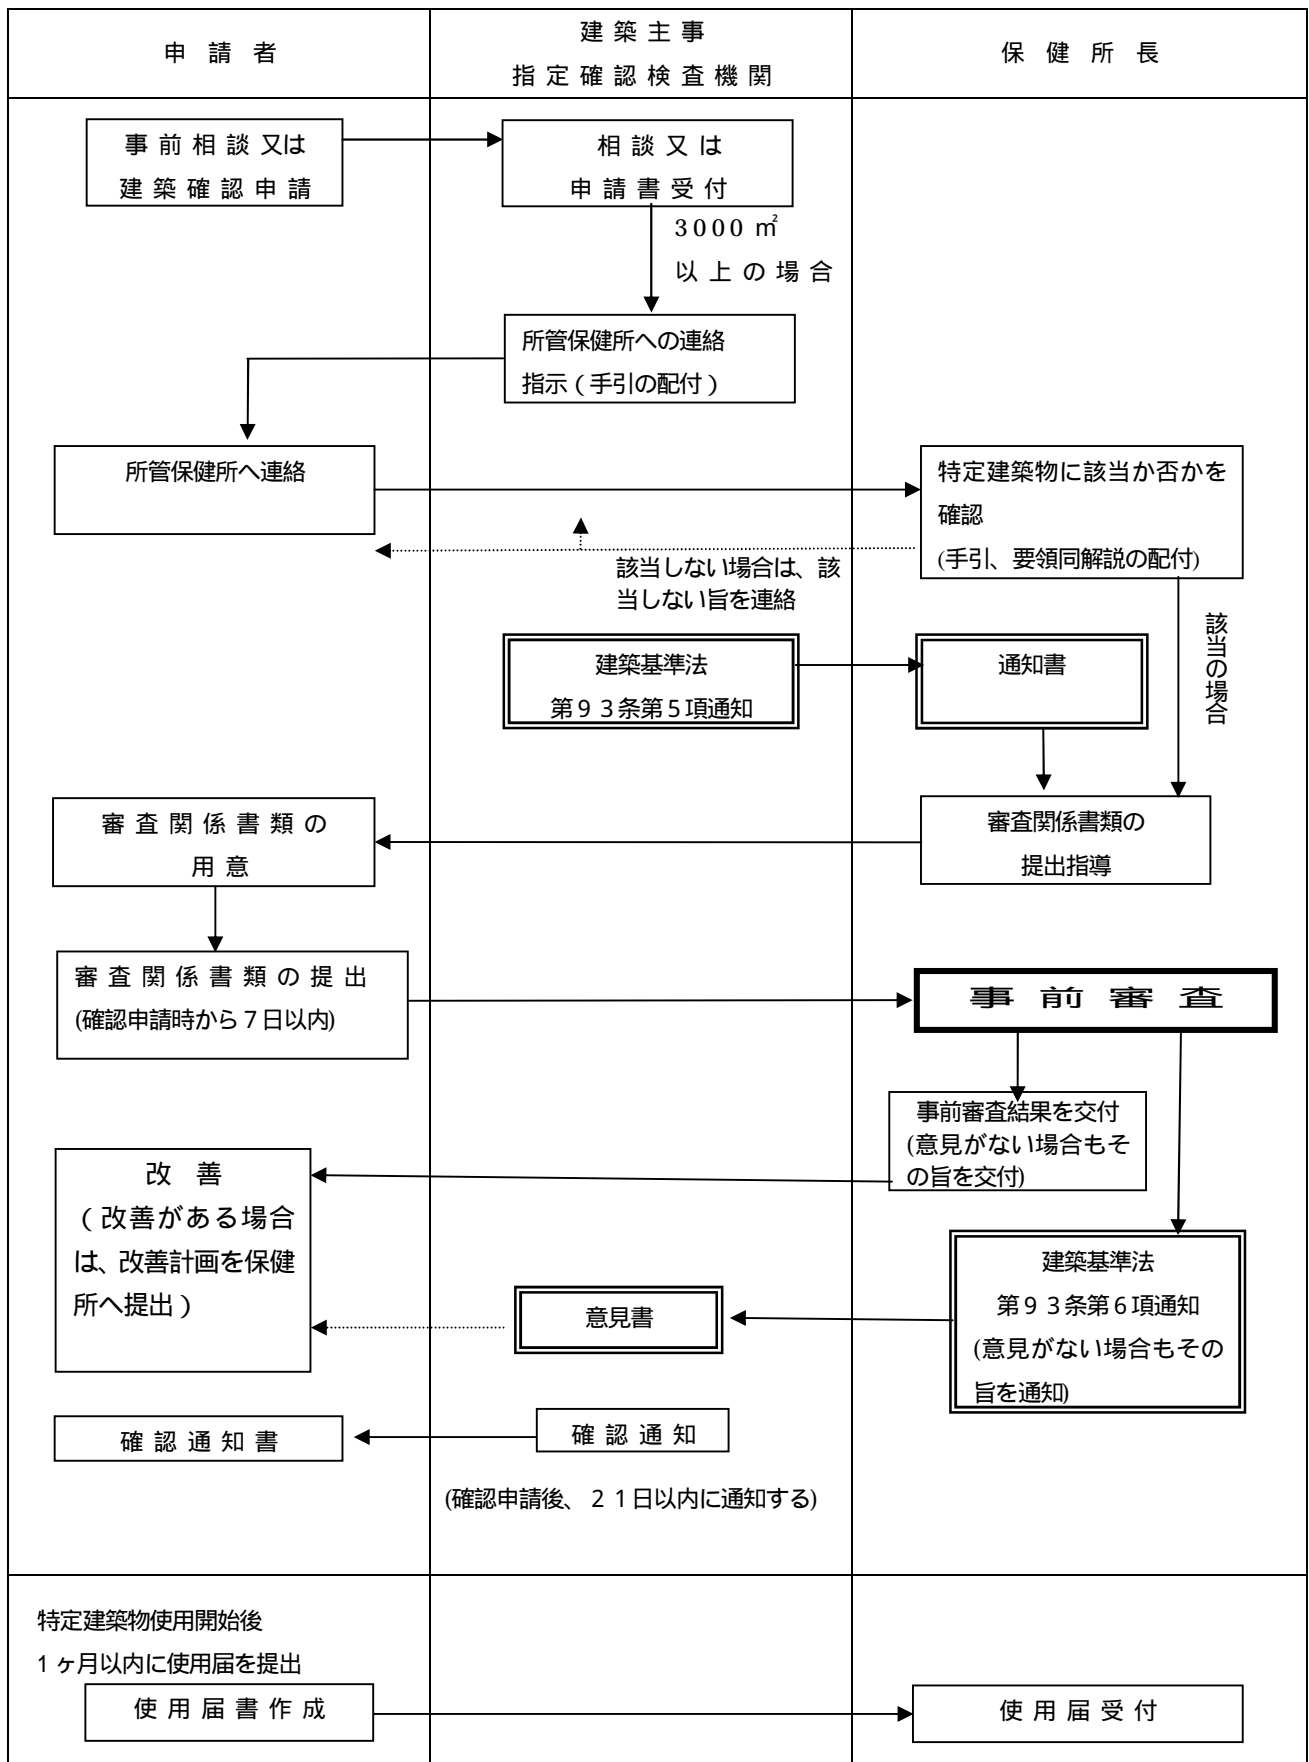 申請者
建築主事
指定確認検査機関
保健所長
事前相談又は
建築確認申請
相談又は
申請書受付
3000㎡
以上の場合
所管保健所への連絡
指示（手引の配付）
所管保健所へ連絡
特定建築物に該当か否かを
確認
(手引、要領同解説の配付)
該当しない場合は、該
当しない旨を連絡
該当の場合
建築基準法
第９３条第５項通知
通知書
審査関係書類の
用意
審査関係書類の
提出指導
審査関係書類の提出
(確認申請時から７日以内)
事前審査
事前審査結果を交付
(意見がない場合もそ
の旨を交付)
改　善
（改善がある場合
は、改善計画を保健
所へ提出）
意見書
建築基準法
第９３条第６項通知
(意見がない場合もその
旨を通知)
確認通知書
確認通知
(確認申請後、２１日以内に通知する)
特定建築物使用開始後
１ヶ月以内に使用届を提出
使用届書作成
使用届受付